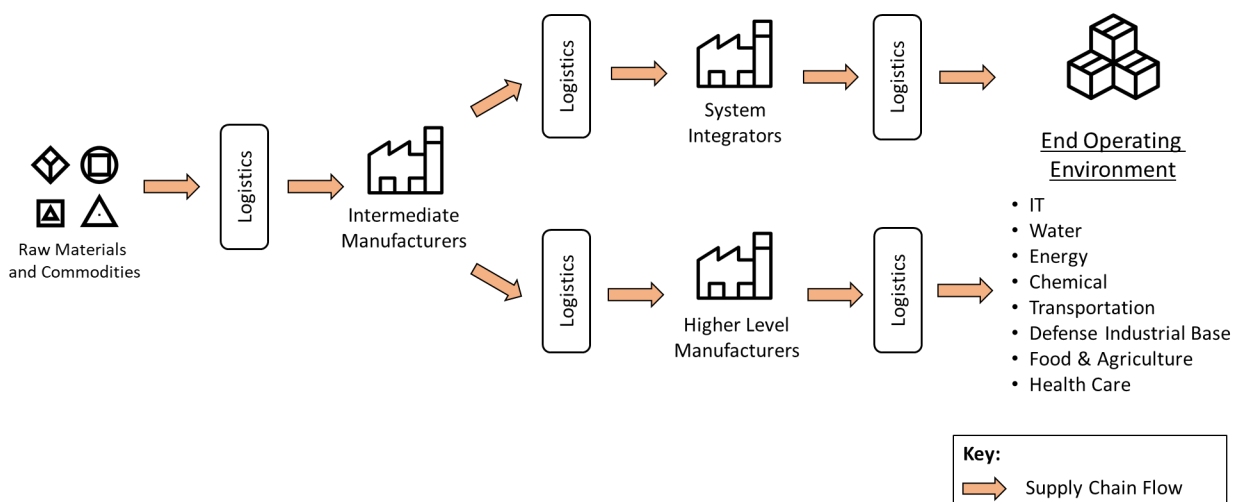 Raw Materials
and Commodities
Logistics
Intermediate
Manufacturers
Logistics
System
Integrators
Logistics
Logistics
Higher Level
Manufacturers
Logistics
End Operating
Environment
• IT
• Water
• Energy
• Chemical
• Transportation
• Defense Industrial Base
• Food & Agriculture
• Health Care
Key:
Supply Chain Flow